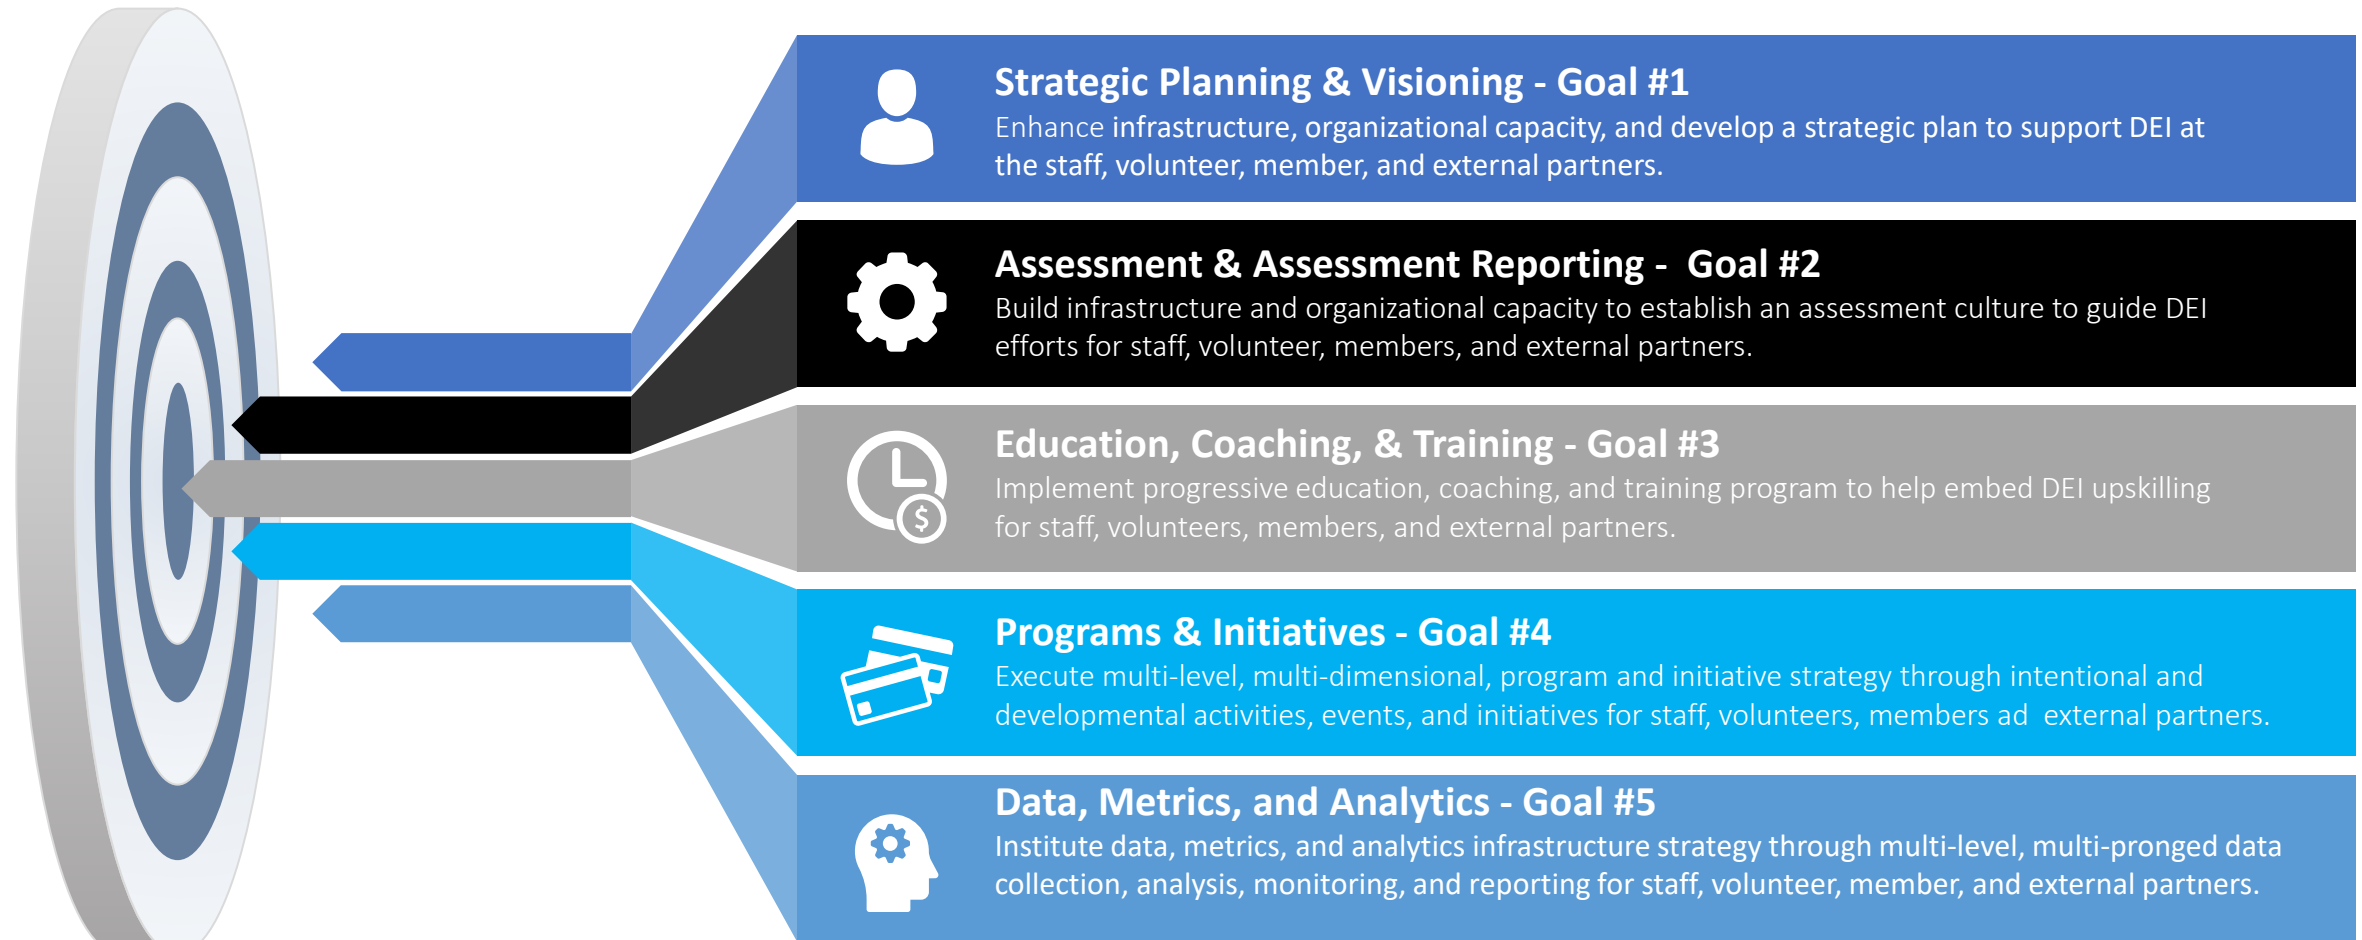 Strategic Planning & Visioning - Goal #1
Enhance infrastructure, organizational capacity, and develop a strategic plan to support DEI at
the staff, volunteer, member, and external partners.
Assessment & Assessment Reporting -  Goal #2
Build infrastructure and organizational capacity to establish an assessment culture to guide DEI
efforts for staff, volunteer, members, and external partners.
Education, Coaching, & Training - Goal #3
Implement progressive education, coaching, and training program to help embed DEI upskilling
for staff, volunteers, members, and external partners.
$
Programs & Initiatives - Goal #4
Execute multi-level, multi-dimensional, program and initiative strategy through intentional and
developmental activities, events, and initiatives for staff, volunteers, members ad  external partners.
Data, Metrics, and Analytics - Goal #5
Institute data, metrics, and analytics infrastructure strategy through multi-level, multi-pronged data
collection, analysis, monitoring, and reporting for staff, volunteer, member, and external partners.